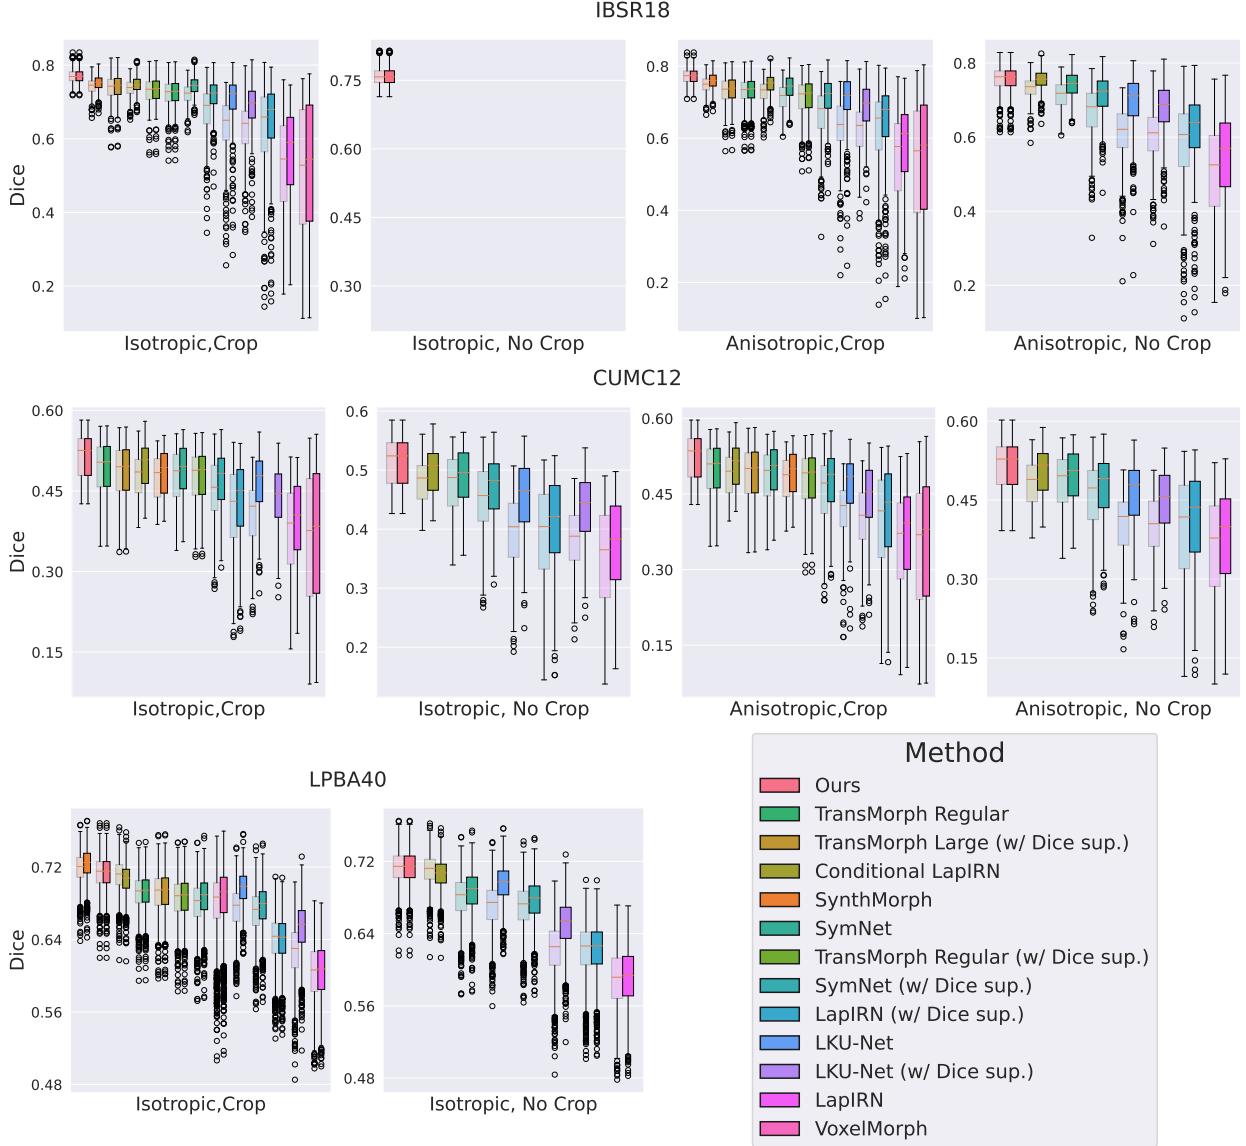 IBSR18
Dice
0.8
0.6
0.4
0.2
Isotropic,Crop
0.75
0.60
0.45
0.30
Isotropic, No Crop
0.8
0.6
0.4
0.2
Anisotropic,Crop
0.8
0.6
0.4
0.2
Anisotropic, No Crop
CUMC12
Dice
0.60
0.45
0.30
0.15
Isotropic,Crop
0.6
0.5
0.4
0.3
0.2
Isotropic, No Crop
0.60
0.45
0.30
0.15
Anisotropic,Crop
0.60
0.45
0.30
0.15
Anisotropic, No Crop
LPBA40
Dice
0.72
0.64
0.56
0.48
Isotropic,Crop
0.72
0.64
0.56
0.48
Isotropic, No Crop
Method
Ours
TransMorph Regular
TransMorph Large (w/ Dice sup.)
Conditional LapIRN
SynthMorph
SymNet
TransMorph Regular (w/ Dice sup.)
SymNet (w/ Dice sup.)
LapIRN (w/ Dice sup.)
LKU-Net
LKU-Net (w/ Dice sup.)
LapIRN
VoxelMorph